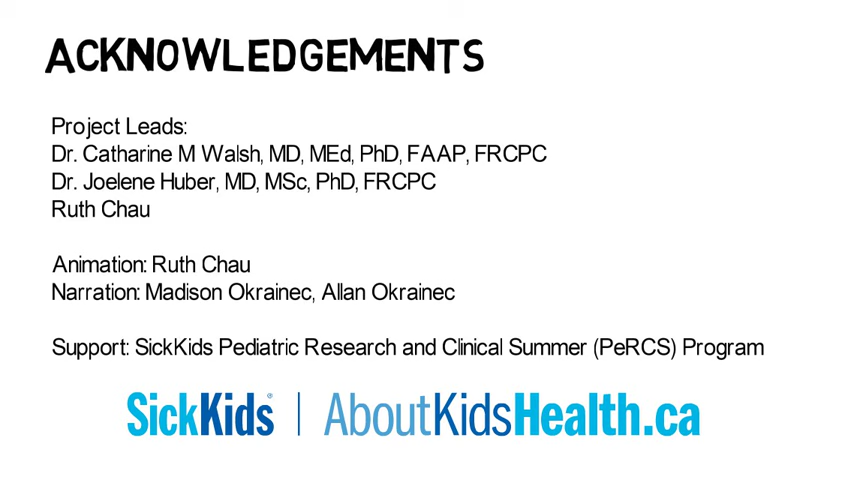 ACKNOWLEDGEMENTS
Project Leads:
Dr. Catharine M Walsh, MD, MEd, PhD, FAAP, FRCPC
Dr. Joelene Huber, MD, MSc, PhD, FRCPC
Ruth Chau
Animation: Ruth Chau
Narration: Madison Okrainec, Allan Okrainec
Support: SickKids Pediatric Research and Clinical Summer (PeRCS) Program
SickKids® | AboutKidsHealth.ca